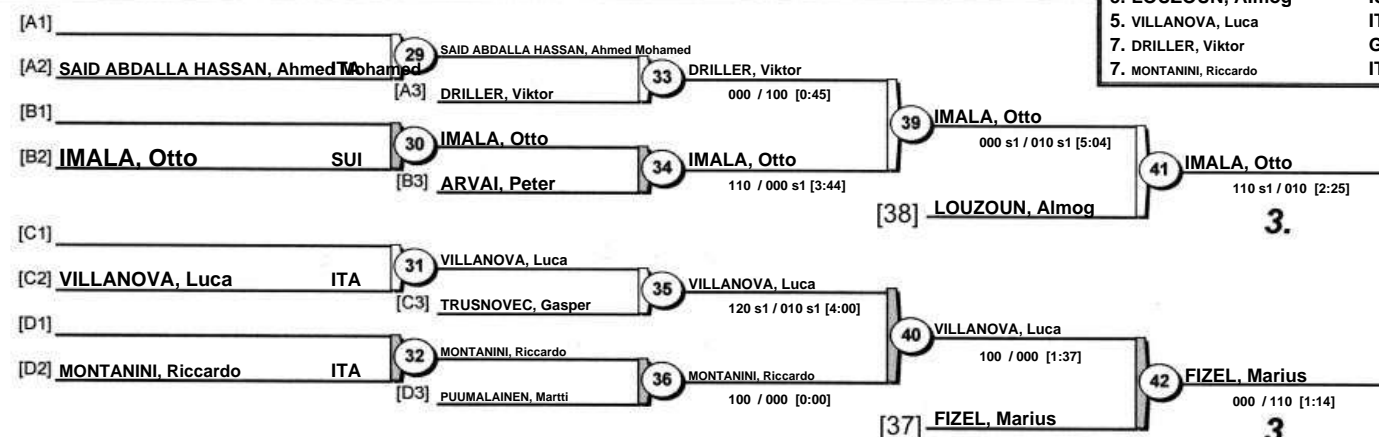 [A1]
[A2] SAID ABDALLA HASSAN, Ahmed Mohamed ITA
29
SAID ABDALLA HASSAN, Ahmed Mohamed
[A3] DRILLER, Viktor
33
DRILLER, Viktor
000 / 100 [0:45]
[B1]
[B2] IMALA, Otto SUI
30
IMALA, Otto
[B3] ARVAI, Peter
34
IMALA, Otto
110 / 000 s1 [3:44]
39
IMALA, Otto
000 s1 / 010 s1 [5:04]
[38] LOUZOUN, Almog
41
IMALA, Otto
110 s1 / 010 [2:25]
3.
[C1]
[C2] VILLANOVA, Luca ITA
31
VILLANOVA, Luca
[C3] TRUSNOVEC, Gasper
35
VILLANOVA, Luca
120 s1 / 010 s1 [4:00]
[D1]
[D2] MONTANINI, Riccardo ITA
32
MONTANINI, Riccardo
[D3] PUUMALAINEN, Martti
36
MONTANINI, Riccardo
100 / 000 [0:00]
40
VILLANOVA, Luca
100 / 000 [1:37]
[37] FIZEL, Marius
42
FIZEL, Marius
000 / 110 [1:14]
3
LOUZOUN, Almog
5. VILLANOVA, Luca
7. DRILLER, Viktor
7. MONTANINI, Riccardo